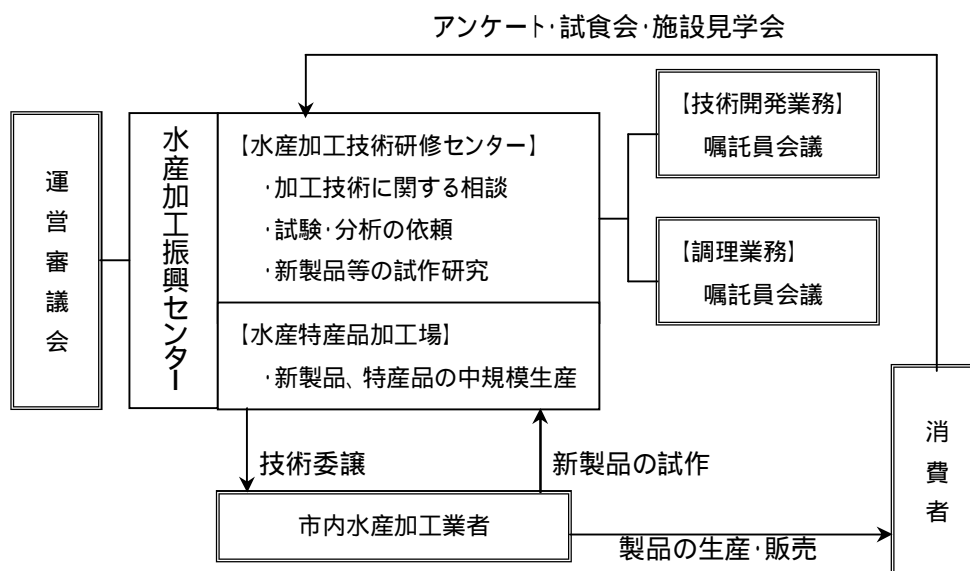 アンケート・試食会・施設見学会
運営審議会
水産加工振興センター
【水産加工技術研修センター】
・加工技術に関する相談
・試験・分析の依頼
・新製品等の試作研究
【水産特産品加工場】
・新製品、特産品の中規模生産
【技術開発業務】
嘱託員会議
【調理業務】
嘱託員会議
技術委譲
新製品の試作
市内水産加工業者
製品の生産・販売
消費者